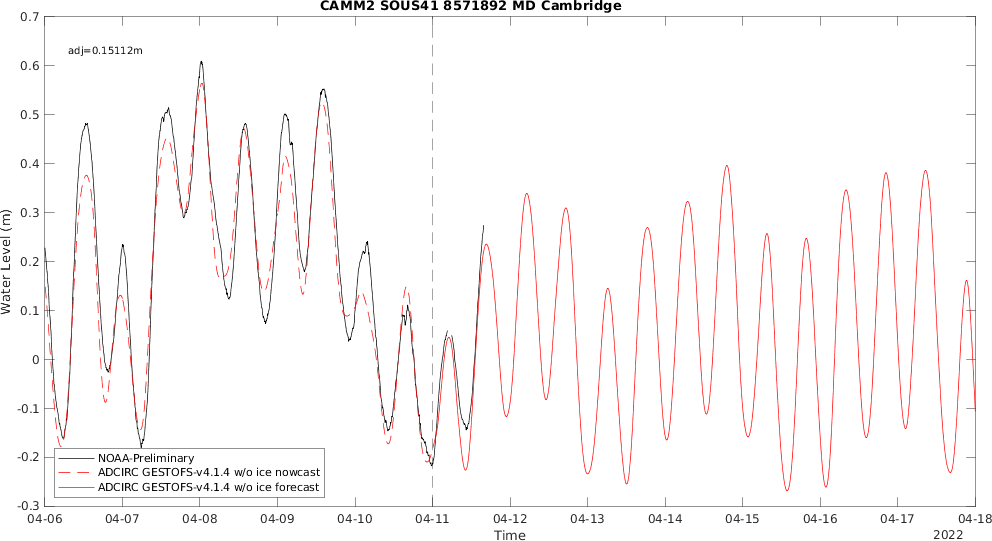 CAMM2 SOUS41 8571892 MD Cambridge
adj=0.15112m
0.7
0.6
0.5
0.4
0.3
0.2
0.1
0
-0.1
-0.2
-0.3
Water Level (m)
NOAA-Preliminary
ADCIRC GESTOFS-v4.1.4 w/o ice nowcast
ADCIRC GESTOFS-v4.1.4 w/o ice forecast
04-06 04-07 04-08 04-09 04-10 04-11 04-12 04-13 04-14 04-15 04-16 04-17 04-18
Time
2022